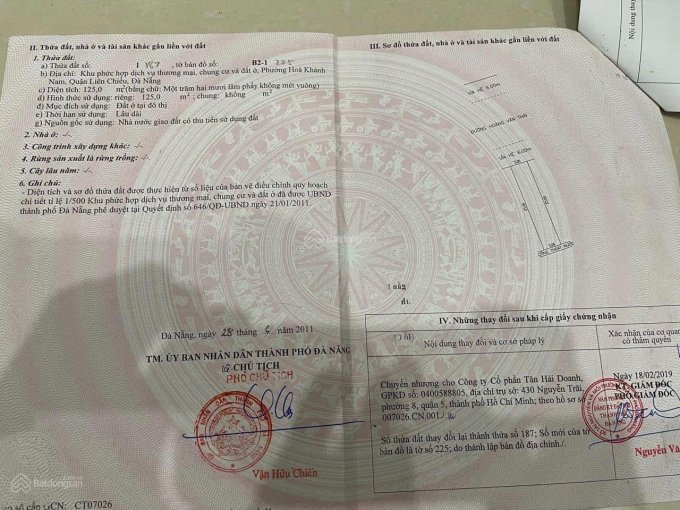 II. Thửa đất, nhà ở và tài sản khác gắn liền với đất
1. Thửa đất:
a) Thửa đất số: 187, tờ bản đồ số: B2-1 225
b) Địa chỉ: Khu phức hợp dịch vụ thương mại, chung cư và đất ở, Phường Hoà Khánh
Nam, Quận Liên Chiểu, Đà Nẵng
c) Diện tích: 125,0 m² (bằng chữ: Một trăm hai mươi lăm phẩy không mét vuông)
d) Hình thức sử dụng: riêng: 125,0 m², chung: không m²
đ) Mục đích sử dụng: Đất ở tại đô thị
e) Thời hạn sử dụng: Lâu dài
g) Nguồn gốc sử dụng: Nhà nước giao đất có thu tiền sử dụng đất
2. Nhà ở: -/-
3. Công trình xây dựng khác: -/-
4. Rừng sản xuất là rừng trồng: -/-
5. Cây lâu năm: -/-
6. Ghi chú:
- Diện tích và sơ đồ thửa đất được thực hiện từ số liệu của bản vẽ điều chỉnh quy hoạch
chi tiết tỉ lệ 1/500 Khu phức hợp dịch vụ thương mại, chung cư và đất ở đã được UBND
thành phố Đà Nẵng phê duyệt tại Quyết định số 646/QĐ-UBND ngày 21/01/2011.
Đà Nẵng, ngày 28 tháng năm 2011
TM. ỦY BAN NHÂN DÂN THÀNH PHỐ ĐÀ NẴNG
CHỦ TỊCH
PHÓ CHỦ TỊCH
Văn Hữu Chiến
CT07026
III. Sơ đồ thửa đất, nhà ở và tài sản khác gắn liền với đất
VỈA HÈ 6.00m
ĐƯỜNG HOÀNG VĂN THÁI
VỈA HÈ 6.00m
IV. Những thay đổi sau khi cấp giấy chứng nhận
Nội dung thay đổi và cơ sở pháp lý
Xác nhận của cơ quan
có thẩm quyền
Chuyển nhượng cho Công ty Cổ phần Tân Hải Doanh,
GPKD số: 0400588805, địa chỉ trụ sở: 430 Nguyễn Trãi,
phường 8, quận 5, thành phố Hồ Chí Minh; theo hồ sơ số
007026.CN.001./.
Số thửa đất thay đổi lại thành thửa số 187; Số mới của tờ
bản đồ là tờ số 225; do thành lập bản đồ địa chính./.
Ngày 18/02/2019
KT. GIÁM ĐỐC
PHÓ GIÁM ĐỐC
Nguyễn Vă
Nội dung tha
Batdongsan